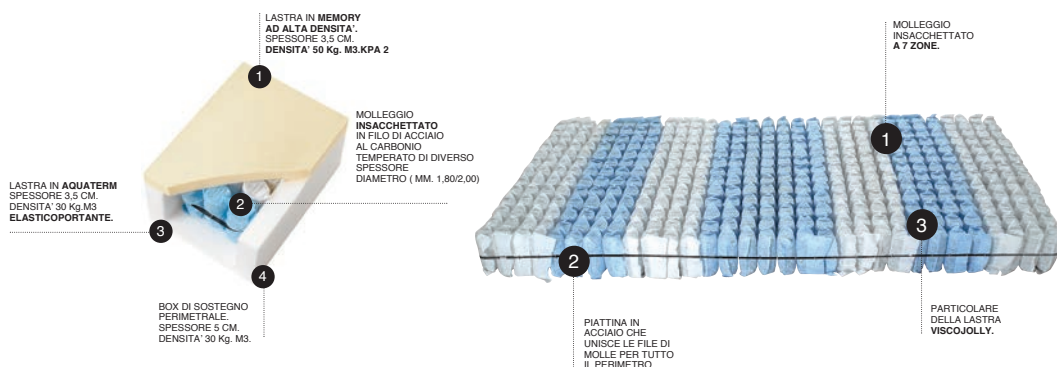 LASTRA IN MEMORY
AD ALTA DENSITA'.
SPESSORE 3,5 CM.
DENSITA' 50 Kg. M3.KPA 2
1
MOLLEGGIO
INSACCHETTATO
IN FILO DI ACCIAIO
AL CARBONIO
TEMPERATO DI DIVERSO
SPESSORE
DIAMETRO ( MM. 1,80/2,00)
2
LASTRA IN AQUATERM
SPESSORE 3,5 CM.
DENSITA' 30 Kg.M3
ELASTICOPORTANTE.
3
4
BOX DI SOSTEGNO
PERIMETRALE.
SPESSORE 5 CM.
DENSITA' 30 Kg. M3.
MOLLEGGIO
INSACCHETTATO
A 7 ZONE.
1
3
2
PIATTINA IN
ACCIAIO CHE
UNISCE LE FILE DI
MOLLE PER TUTTO
IL PERIMETRO
PARTICOLARE
DELLA LASTRA
VISCOJOLLY.